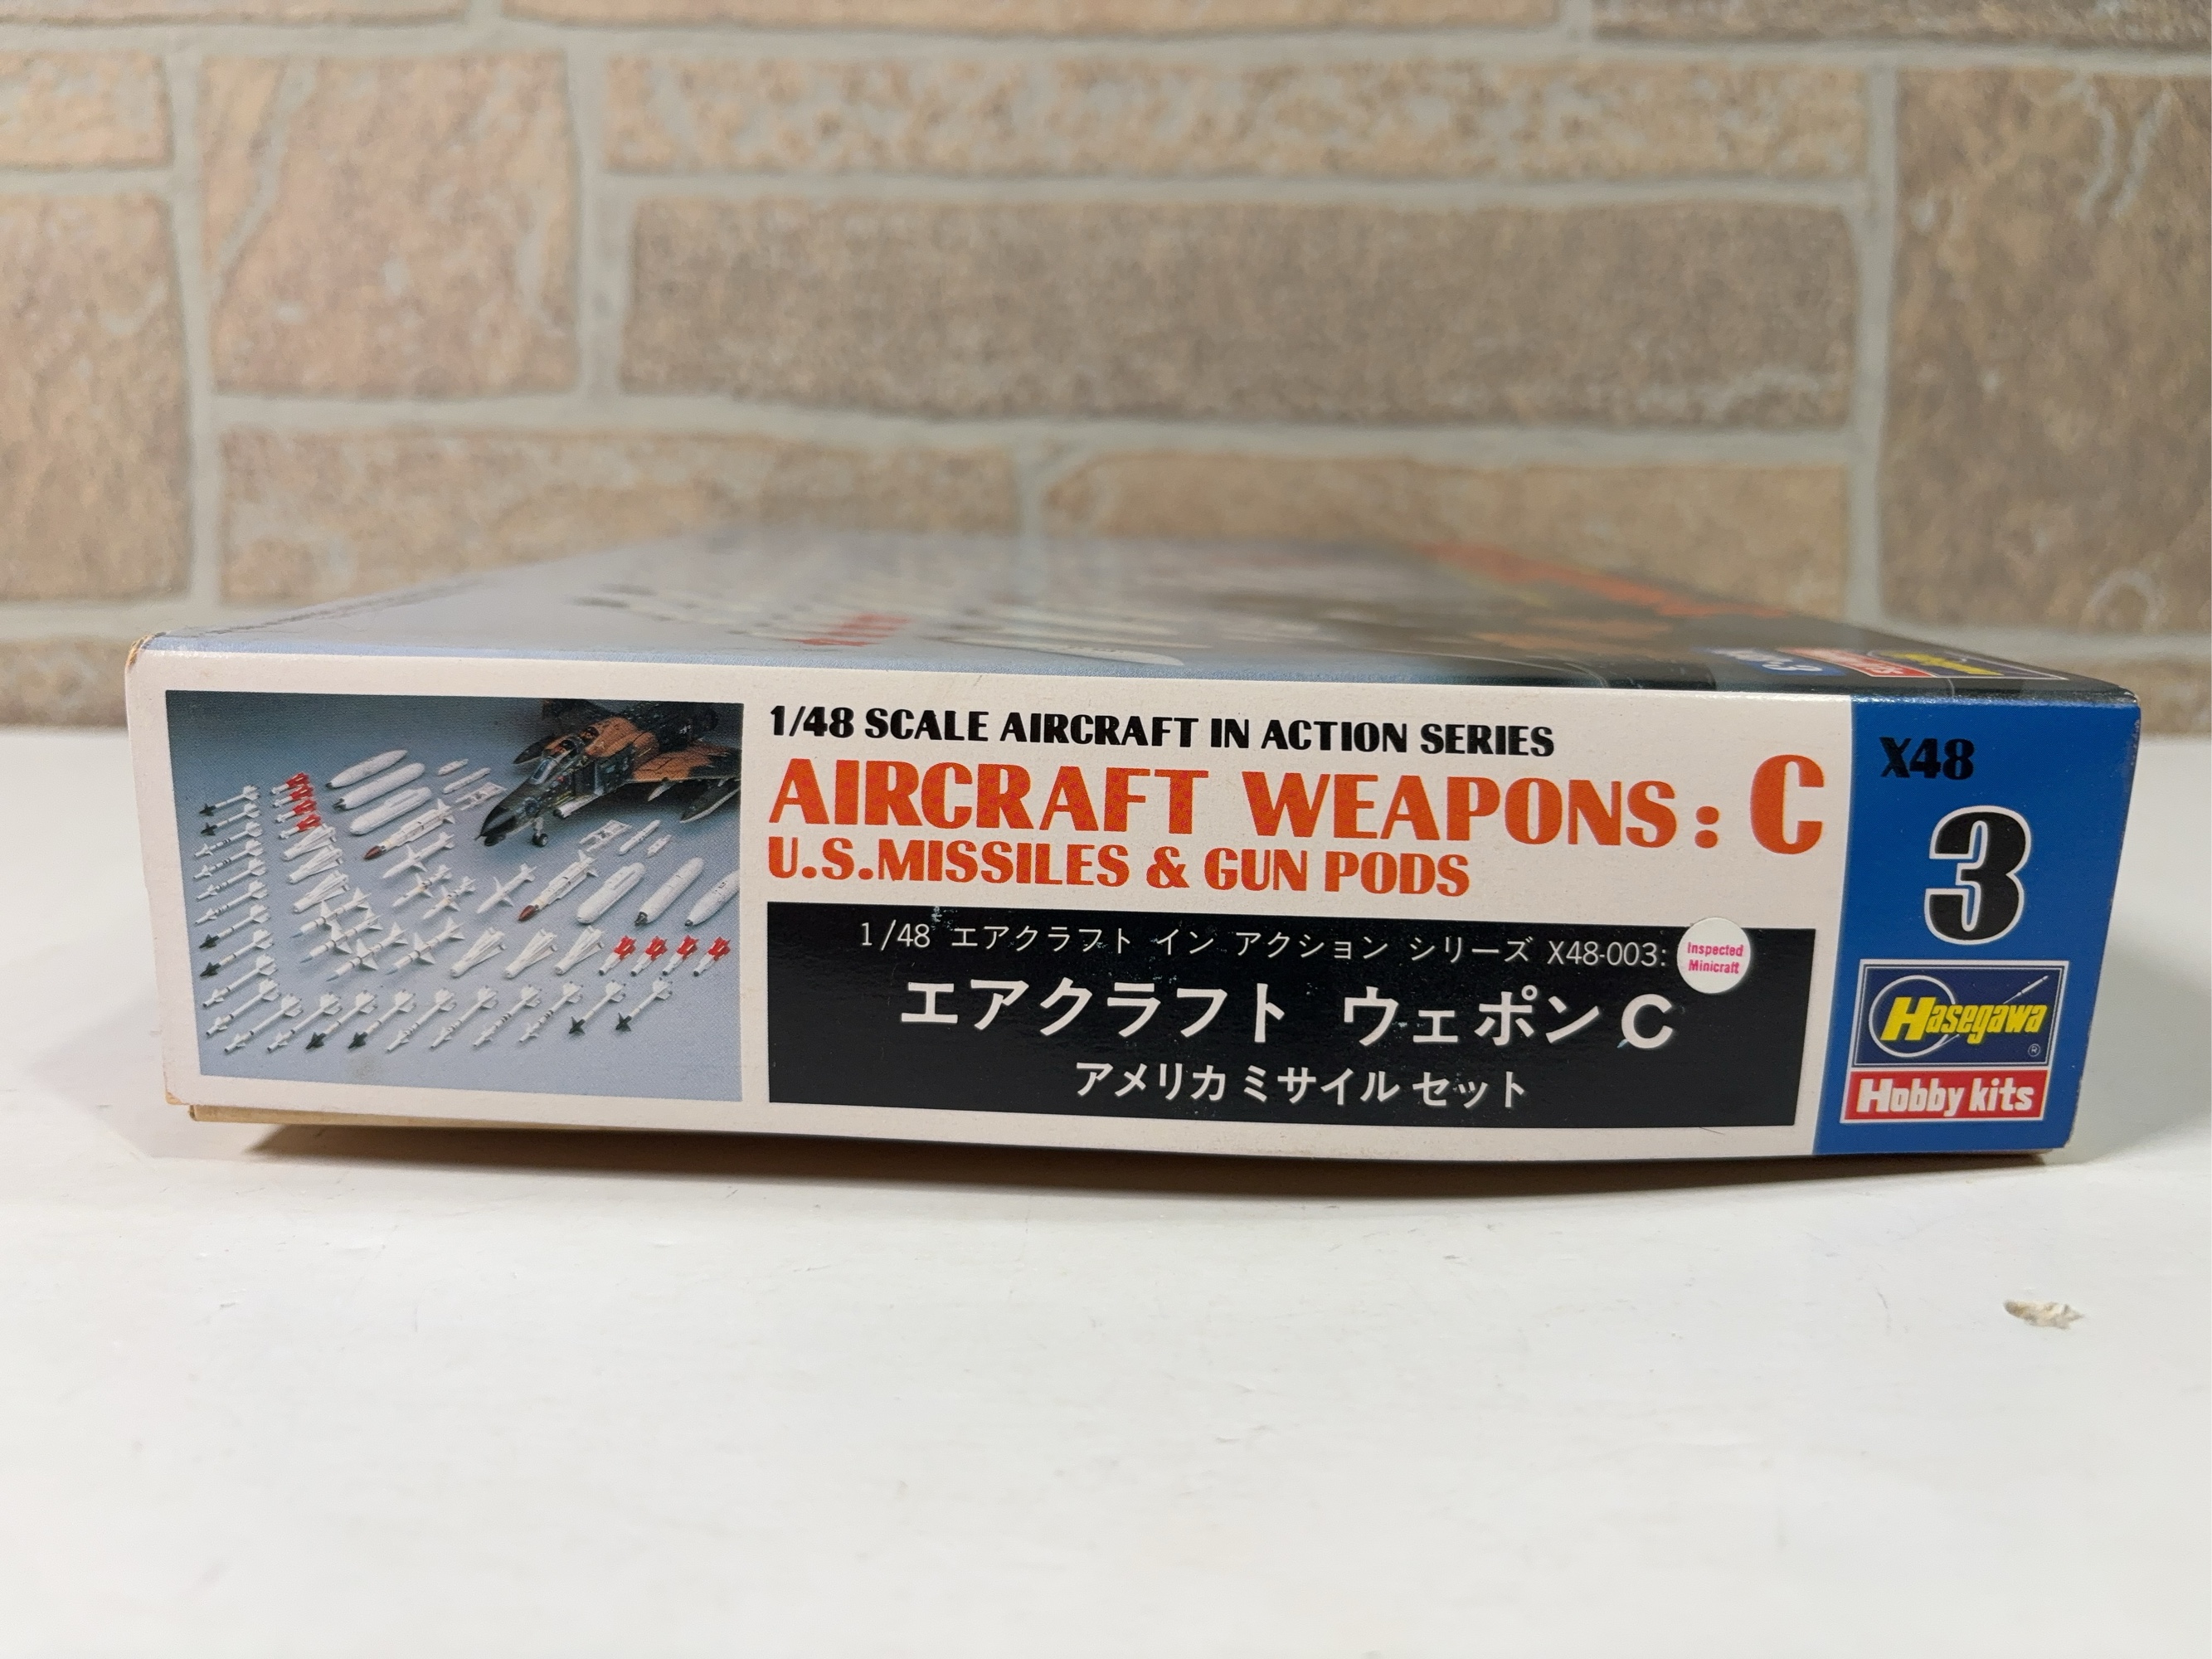 1/48 SCALE AIRCRAFT IN ACTION SERIES
AIRCRAFT WEAPONS: C
U.S.MISSILES & GUN PODS
1/48 エアクラフト イン アクション シリーズ X48-003:
Inspected
Minicraft
エアクラフト ウェポンC
アメリカ ミサイル セット
X48
3
Hasegawa
®
Hobby kits